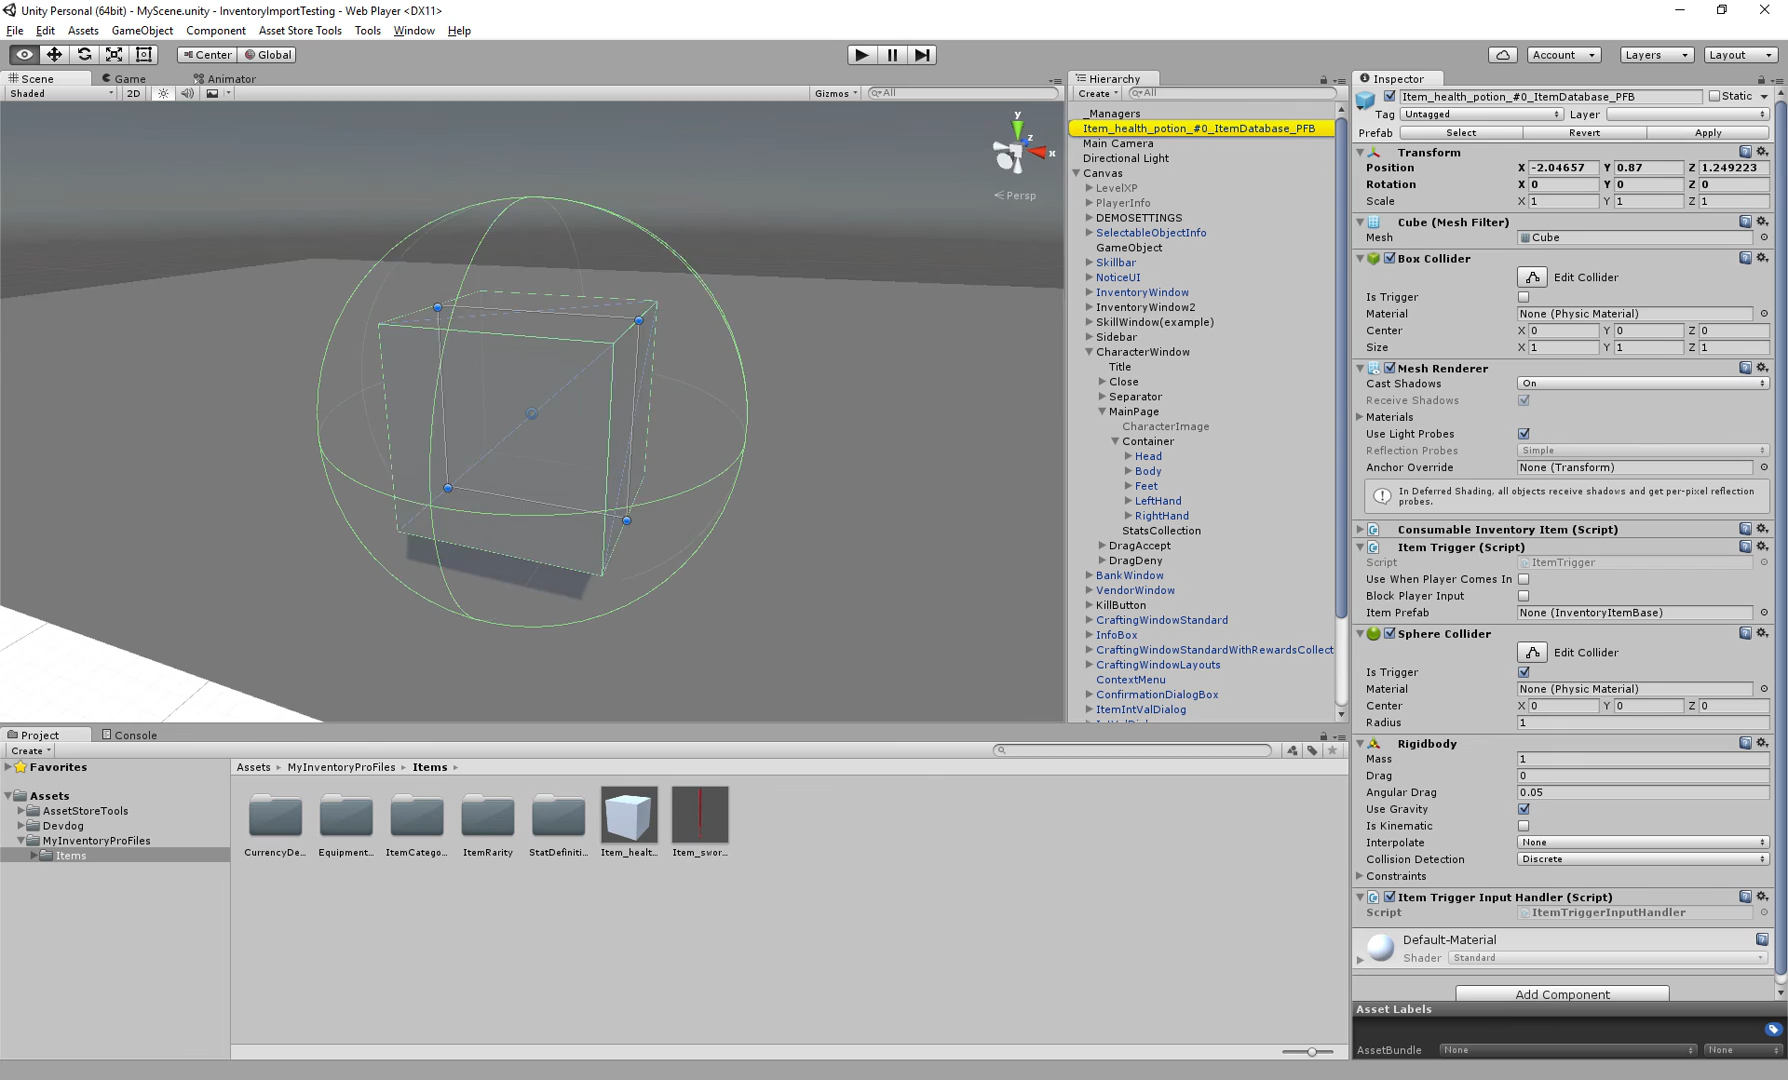 Unity Personal (64bit) - MyScene.unity - InventoryImportTesting - Web Player <DX11>
File Edit Assets GameObject Component Asset Store Tools Tools Window Help
Center Global Account Layers Layout
Scene Game Animator
Shaded 2D Gizmos All
y
z
x
Persp
Hierarchy
Create All
_Managers
Item_health_potion_#0_ItemDatabase_PFB
Main Camera
Directional Light
Canvas
LevelXP
PlayerInfo
DEMOSETTINGS
SelectableObjectInfo
GameObject
Skillbar
NoticeUI
InventoryWindow
InventoryWindow2
SkillWindow(example)
Sidebar
CharacterWindow
Title
Close
Separator
MainPage
CharacterImage
Container
Head
Body
Feet
LeftHand
RightHand
StatsCollection
DragAccept
DragDeny
BankWindow
VendorWindow
KillButton
CraftingWindowStandard
InfoBox
CraftingWindowStandardWithRewardsCollect
CraftingWindowLayouts
ContextMenu
ConfirmationDialogBox
ItemIntValDialog
Inspector
Item_health_potion_#0_ItemDatabase_PFB Static
Tag Untagged Layer
Prefab Select Revert Apply
Transform
Position X -2.04657 Y 0.87 Z 1.249223
Rotation X 0 Y 0 Z 0
Scale X 1 Y 1 Z 1
Cube (Mesh Filter)
Mesh Cube
Box Collider
Edit Collider
Is Trigger
Material None (Physic Material)
Center X 0 Y 0 Z 0
Size X 1 Y 1 Z 1
Mesh Renderer
Cast Shadows On
Receive Shadows
Materials
Use Light Probes
Reflection Probes Simple
Anchor Override None (Transform)
In Deferred Shading, all objects receive shadows and get per-pixel reflection
probes.
Consumable Inventory Item (Script)
Item Trigger (Script)
Script ItemTrigger
Use When Player Comes In
Block Player Input
Item Prefab None (InventoryItemBase)
Sphere Collider
Edit Collider
Is Trigger
Material None (Physic Material)
Center X 0 Y 0 Z 0
Radius 1
Rigidbody
Mass 1
Drag 0
Angular Drag 0.05
Use Gravity
Is Kinematic
Interpolate None
Collision Detection Discrete
Constraints
Item Trigger Input Handler (Script)
Script ItemTriggerInputHandler
Default-Material
Shader Standard
Add Component
Asset Labels
AssetBundle None None
Project Console
Create
Favorites
Assets
AssetStoreTools
Devdog
MyInventoryProFiles
Items
Assets MyInventoryProFiles Items
CurrencyDe... Equipment... ItemCatego... ItemRarity StatDefiniti... Item_healt... Item_swor...